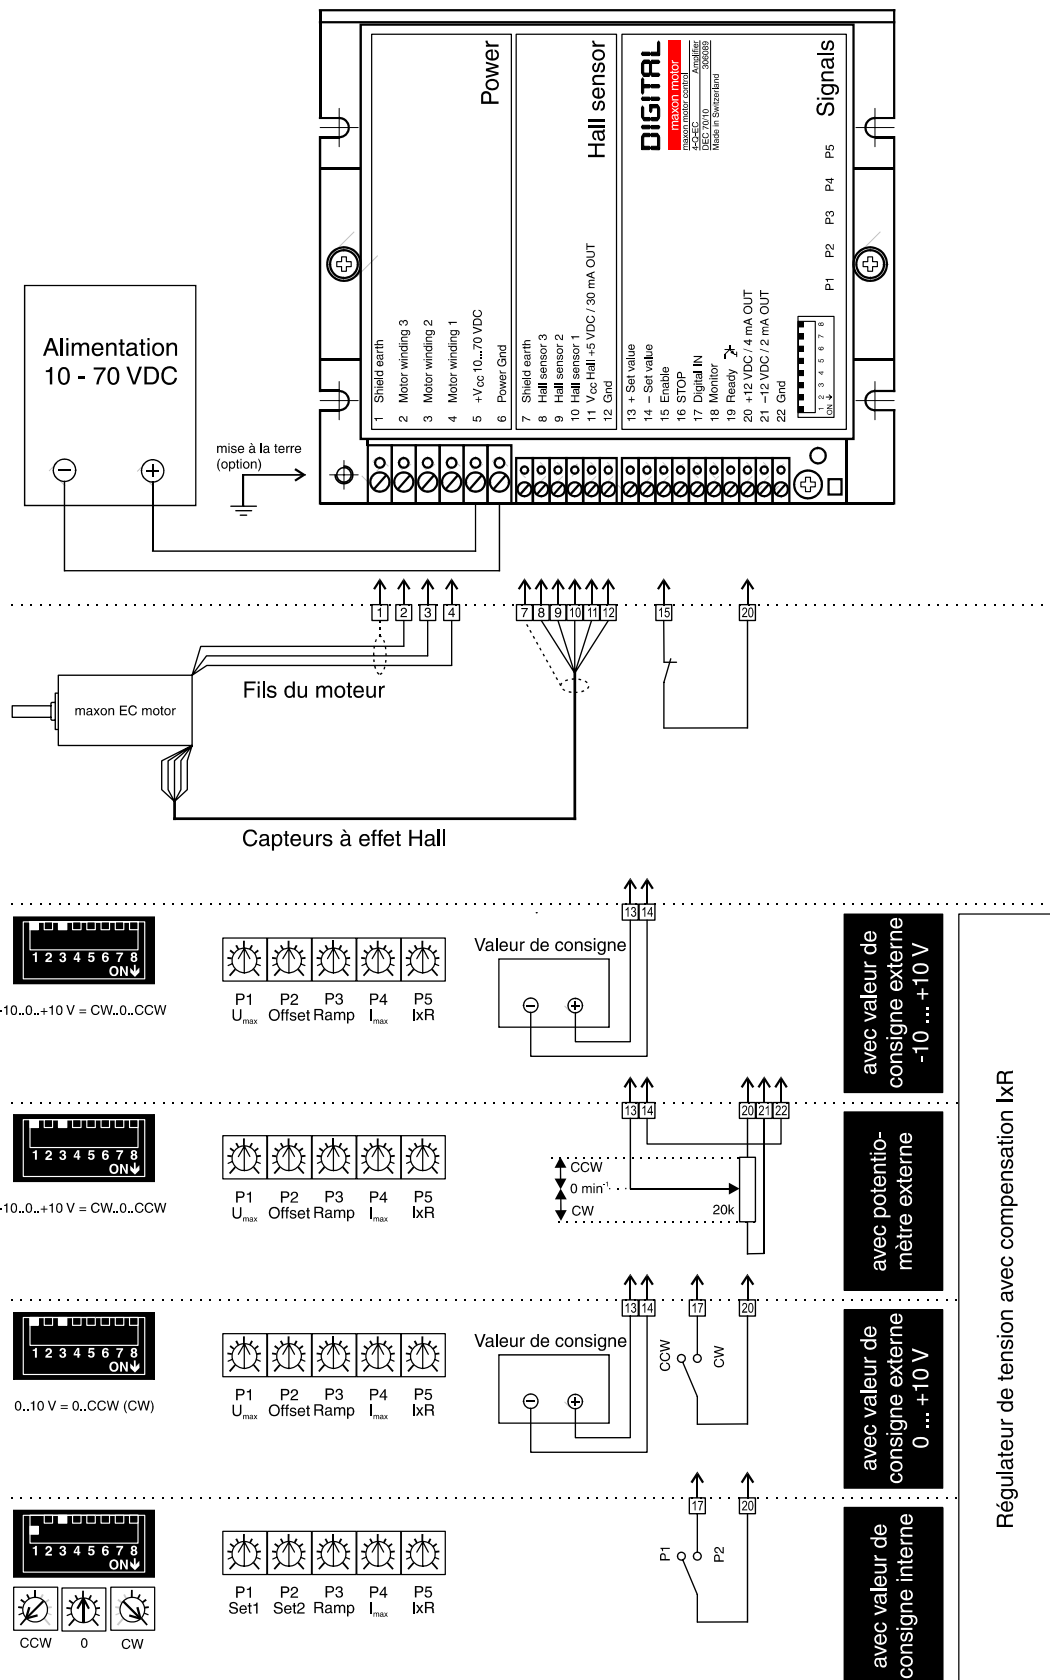 Power
Hall sensor
DIGITAL
maxon motor
maxon motor control
4-Q-EC Amplifier
DEC 70/10 306089
Made in Switzerland
Signals
P1 P2 P3 P4 P5
1 Shield earth
2 Motor winding 3
3 Motor winding 2
4 Motor winding 1
5 +Vcc 10...70 VDC
6 Power Gnd
7 Shield earth
8 Hall sensor 3
9 Hall sensor 2
10 Hall sensor 1
11 Vcc Hall +5 VDC / 30 mA OUT
12 Gnd
13 + Set value
14 – Set value
15 Enable
16 STOP
17 Digital IN
18 Monitor
19 Ready
20 +12 VDC / 4 mA OUT
21 –12 VDC / 2 mA OUT
22 Gnd
1 2 3 4 5 6 7 8
ON
Alimentation
10 - 70 VDC
mise à la terre
(option)
1 2 3 4 7 8 9 10 11 12 15 20
Fils du moteur
maxon EC motor
Capteurs à effet Hall
13 14
1 2 3 4 5 6 7 8
ON
-10..0..+10 V = CW..0..CCW
P1 P2 P3 P4 P5
Umax Offset Ramp Imax IxR
Valeur de consigne
avec valeur de
consigne externe
-10 ... +10 V
13 14 20 21 22
1 2 3 4 5 6 7 8
ON
-10..0..+10 V = CW..0..CCW
P1 P2 P3 P4 P5
Umax Offset Ramp Imax IxR
CCW
0 min-1
CW
20k
avec potentio-
mètre externe
13 14 17 20
1 2 3 4 5 6 7 8
ON
0..10 V = 0..CCW (CW)
P1 P2 P3 P4 P5
Umax Offset Ramp Imax IxR
Valeur de consigne
CCW CW
avec valeur de
consigne externe
0 ... +10 V
17 20
1 2 3 4 5 6 7 8
ON
CCW 0 CW
P1 P2 P3 P4 P5
Set1 Set2 Ramp Imax IxR
P1 P2
avec valeur de
consigne interne
Régulateur de tension avec compensation IxR